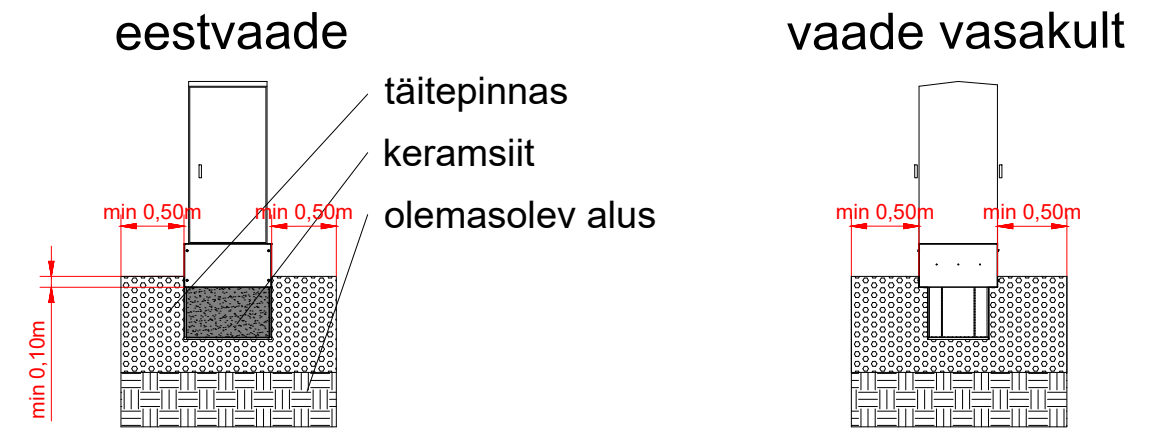 eestvaade
vaade vasakult
täitepinnas
keramsiit
olemasolev alus
min 0,50m
min 0,50m
min 0,50m
min 0,50m
min 0,10m